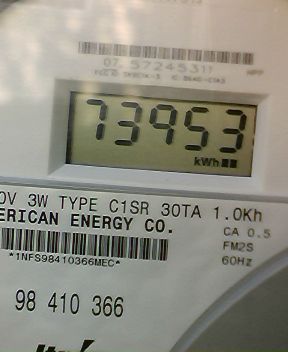 07 57245311
73953
kWh
0V 3W TYPE C1SR 30TA 1.0Kh
ERICAN ENERGY CO.
CA 0.5
FM2S
*1NFS98410366MEC*
60Hz
98 410 366